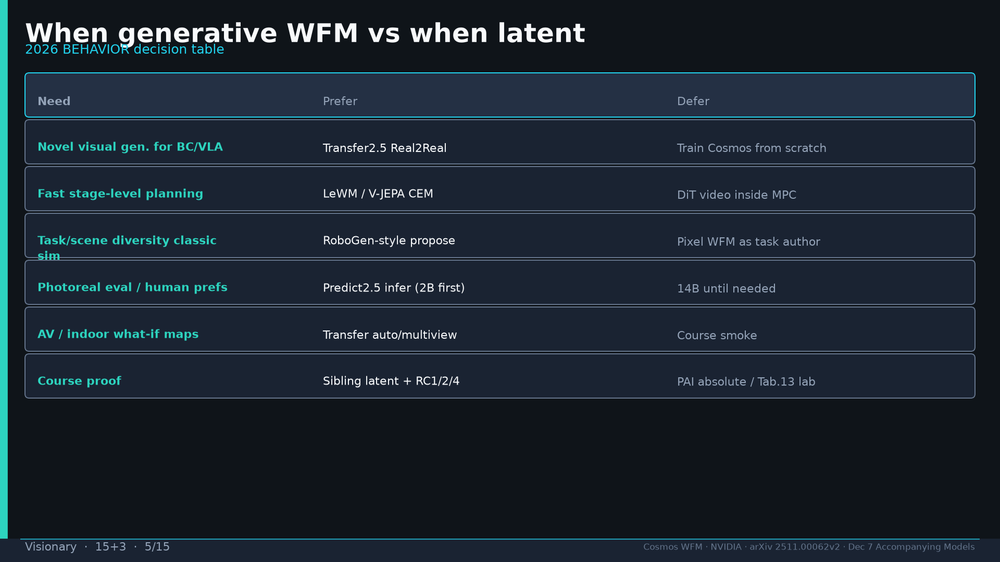 When generative WFM vs when latent
2026 BEHAVIOR decision table
Need Prefer Defer
Novel visual gen. for BC/VLA Transfer2.5 Real2Real Train Cosmos from scratch
Fast stage-level planning LeWM / V-JEPA CEM DiT video inside MPC
Task/scene diversity classic RoboGen-style propose Pixel WFM as task author
sim
Photoreal eval / human prefs Predict2.5 infer (2B first) 14B until needed
AV / indoor what-if maps Transfer auto/multiview Course smoke
Course proof Sibling latent + RC1/2/4 PAI absolute / Tab.13 lab
Visionary · 15+3 · 5/15 Cosmos WFM · NVIDIA · arXiv 2511.00062v2 · Dec 7 Accompanying Models